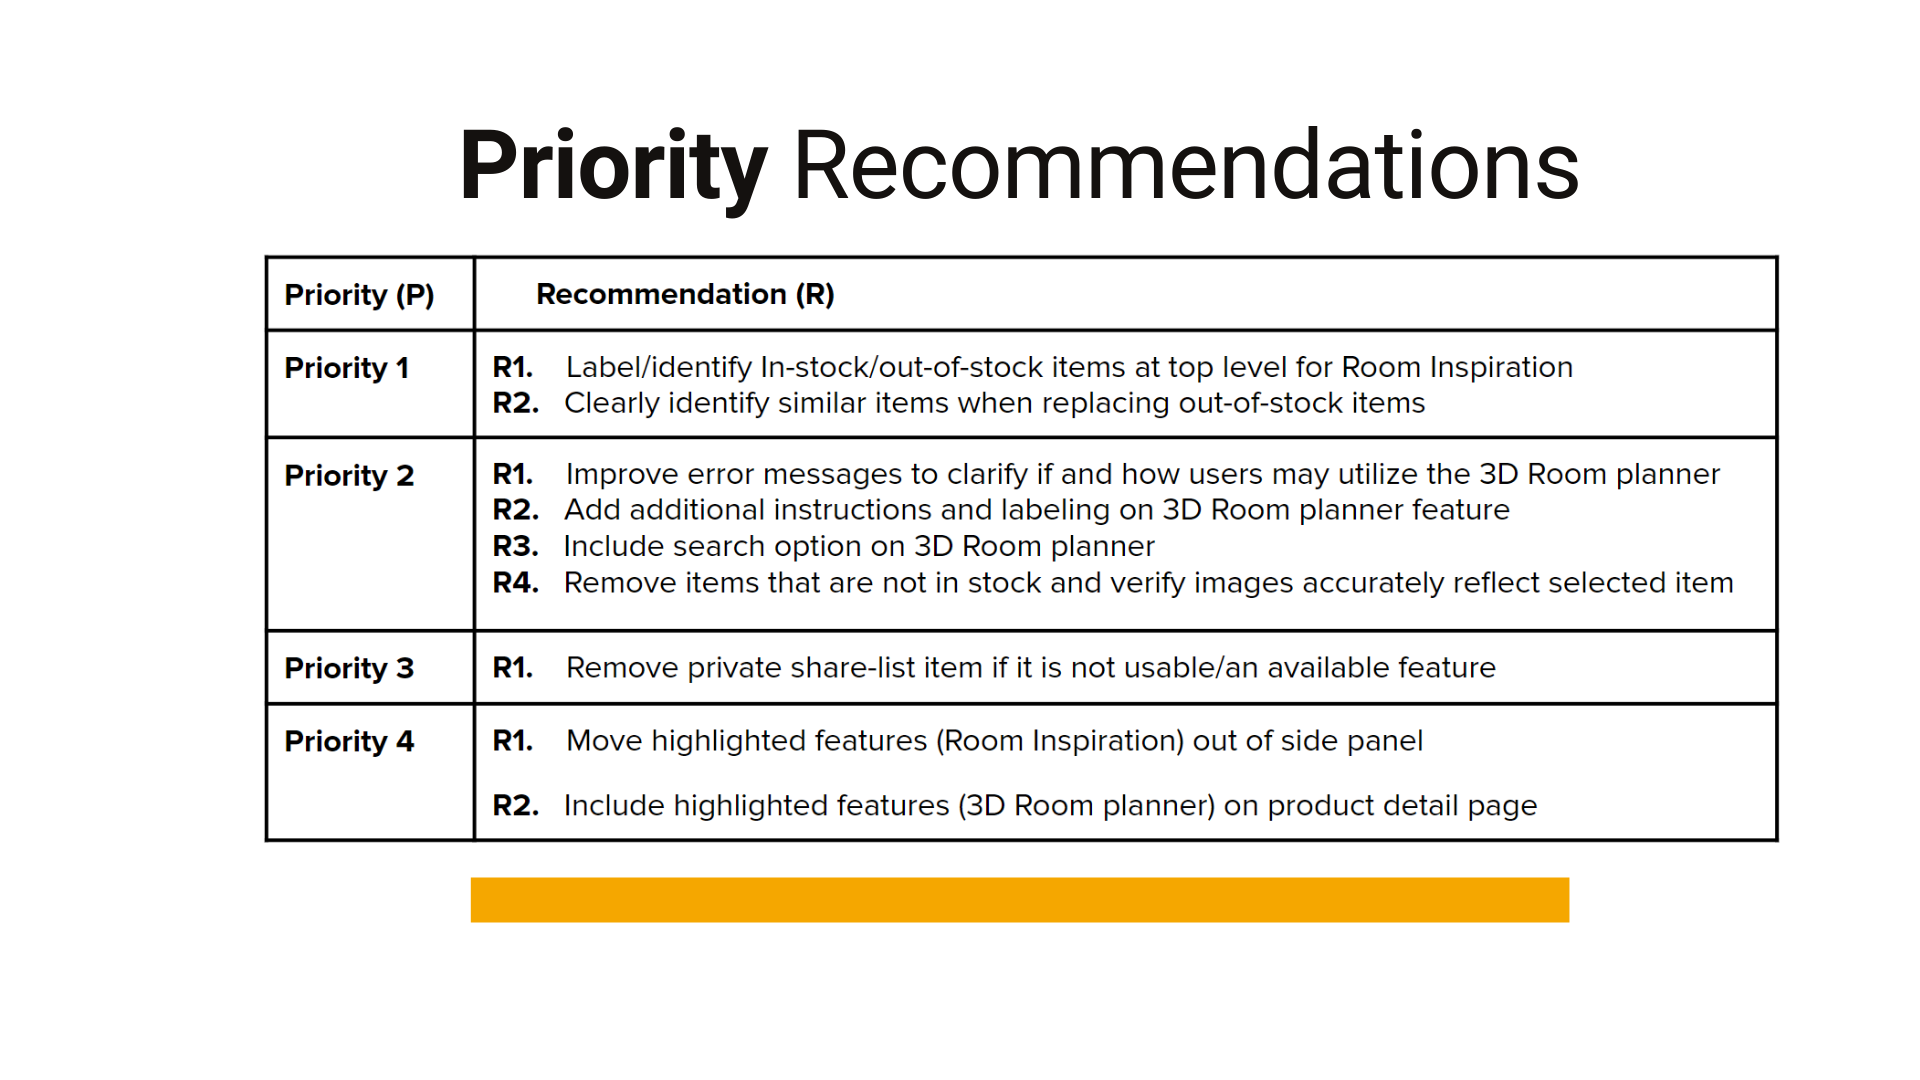 Priority Recommendations
Priority (P) Recommendation (R)
Priority 1 R1. Label/identify In-stock/out-of-stock items at top level for Room Inspiration
R2. Clearly identify similar items when replacing out-of-stock items
Priority 2 R1. Improve error messages to clarify if and how users may utilize the 3D Room planner
R2. Add additional instructions and labeling on 3D Room planner feature
R3. Include search option on 3D Room planner
R4. Remove items that are not in stock and verify images accurately reflect selected item
Priority 3 R1. Remove private share-list item if it is not usable/an available feature
Priority 4 R1. Move highlighted features (Room Inspiration) out of side panel
R2. Include highlighted features (3D Room planner) on product detail page